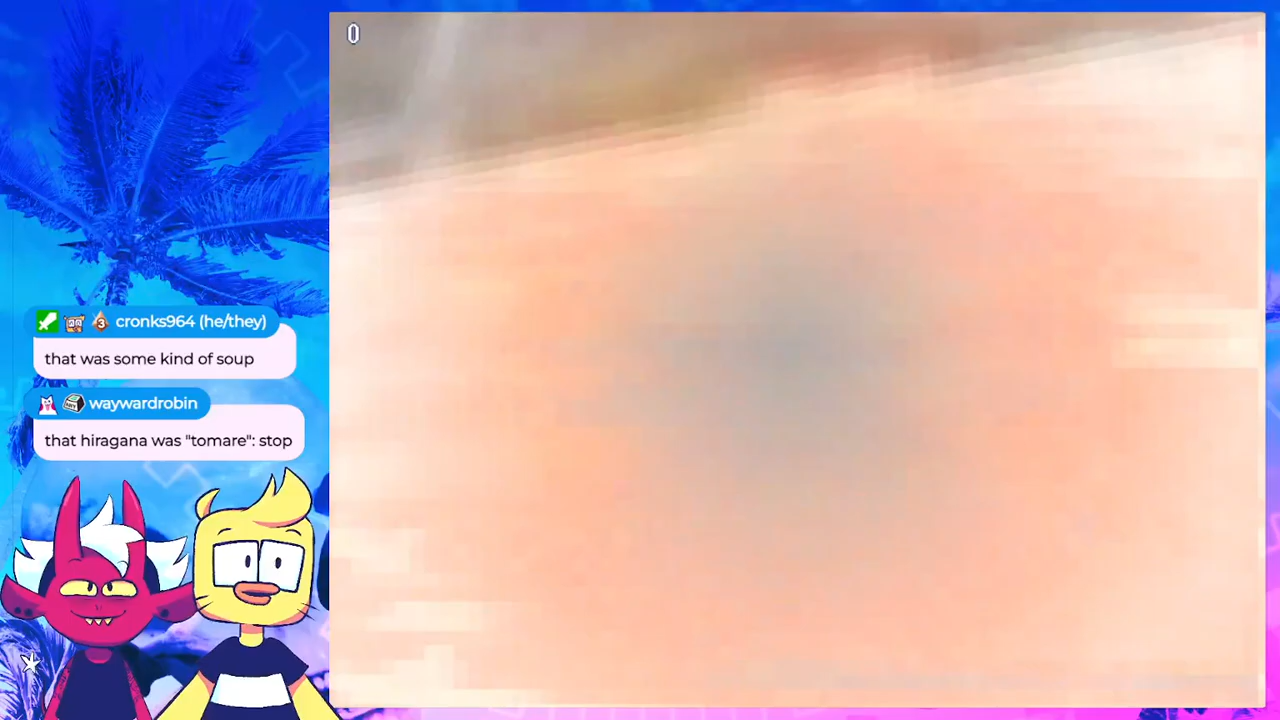 0
cronks964 (he/they)
that was some kind of soup
waywardrobin
that hiragana was "tomare": stop